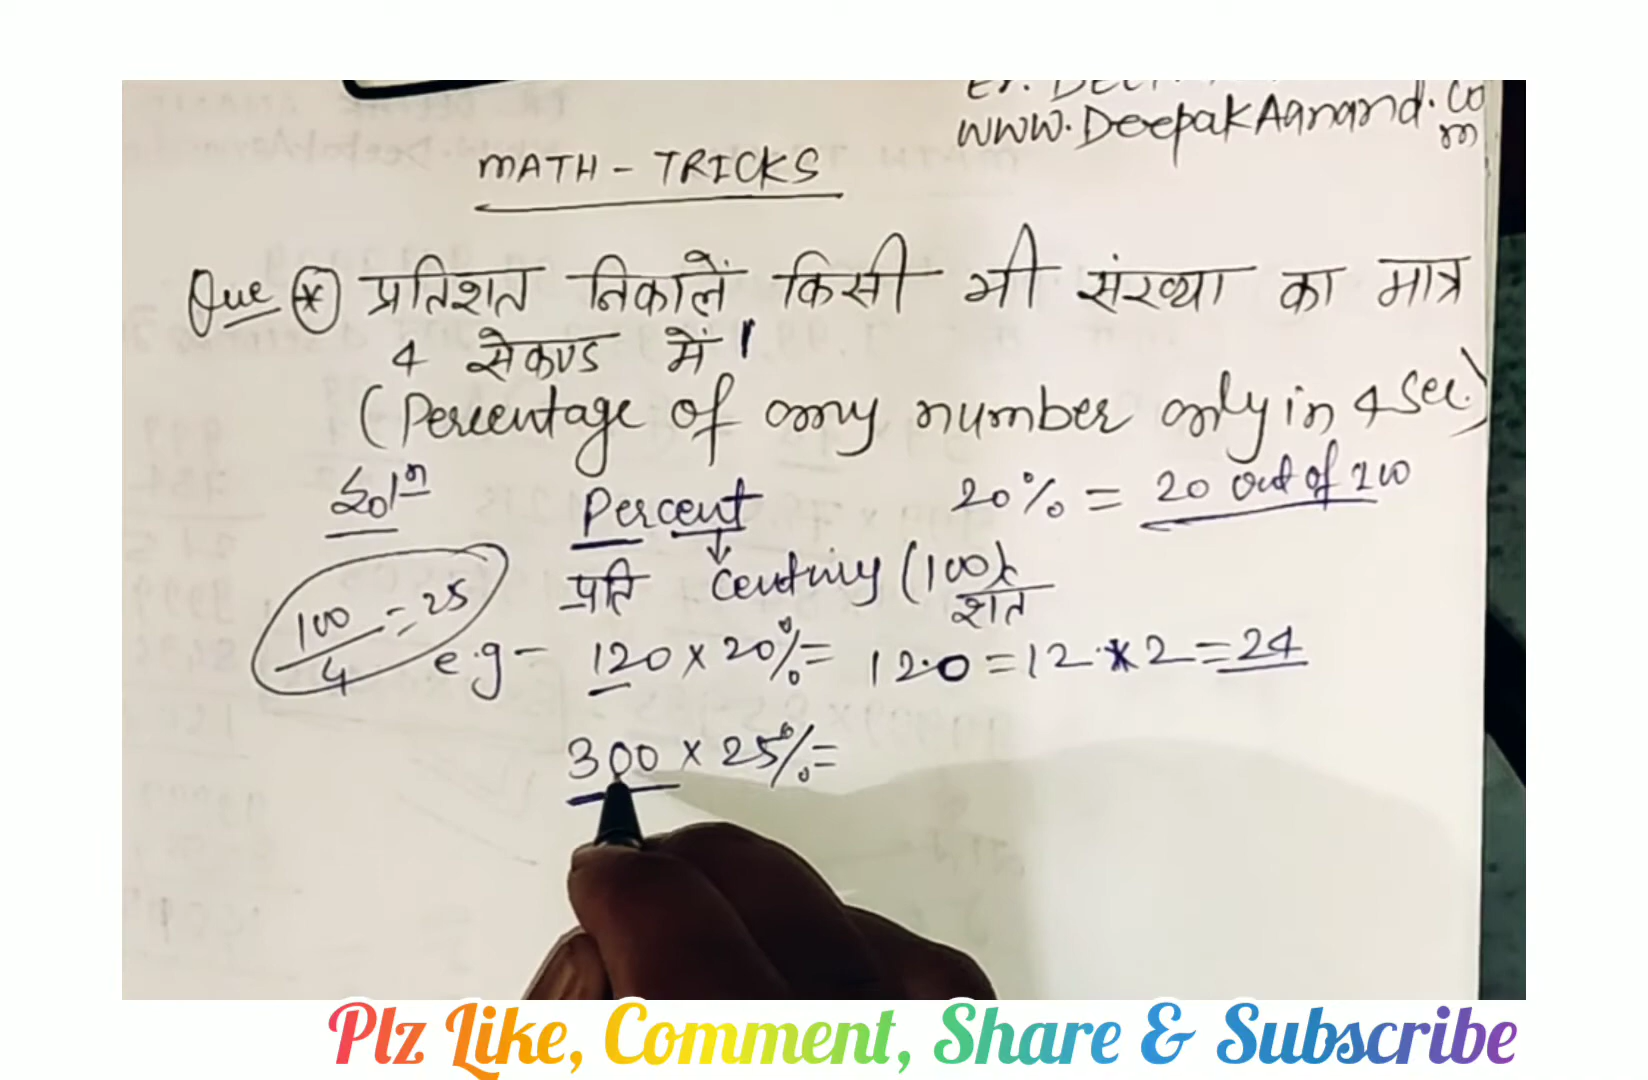 www.DeepakAanand.com
MATH - TRICKS
Que * प्रतिशत निकालें किसी भी संख्या का मात्र
4 सेकण्ड में।
(Percentage of any number only in 4 Sec.)
Solⁿ
Percent 20% = 20 out of 100
प्रति Century (100) शत
100/4 = 25
e.g - 120 x 20% = 12.0 = 12 * 2 = 24
300 x 25% =
Plz Like, Comment, Share & Subscribe